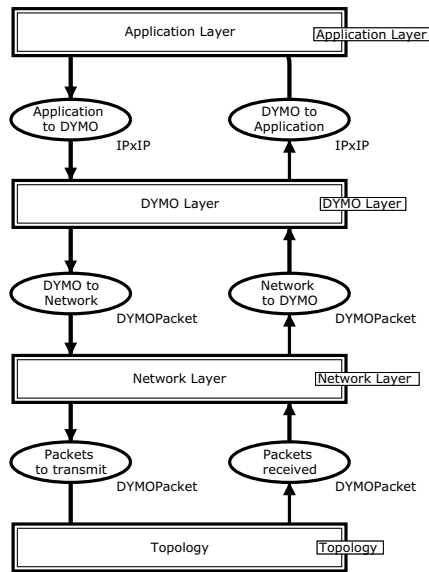 Application Layer
Application Layer
Application
to DYMO
DYMO to
Application
IPxIP
IPxIP
DYMO Layer
DYMO Layer
DYMO to
Network
Network
to DYMO
DYMOPacket
DYMOPacket
Network Layer
Network Layer
Packets
to transmit
Packets
received
DYMOPacket
DYMOPacket
Topology
Topology